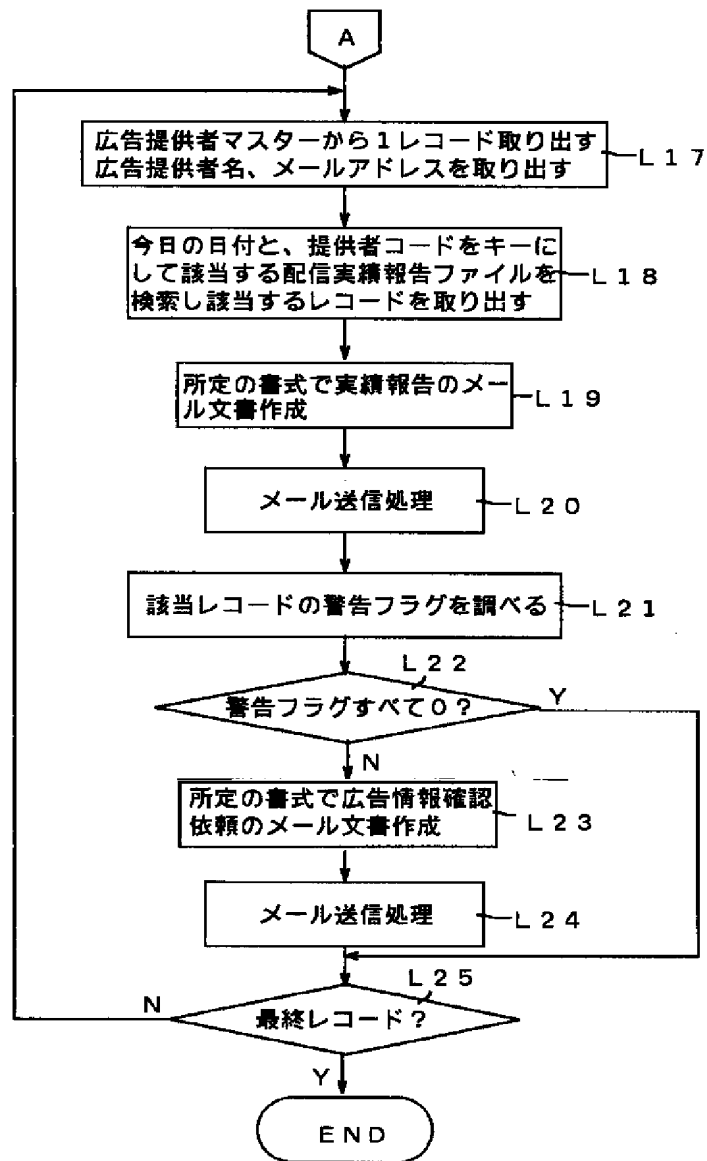 A
広告提供者マスターから１レコード取り出す
広告提供者名、メールアドレスを取り出す
Ｌ１７
今日の日付と、提供者コードをキーに
して該当する配信実績報告ファイルを
検索し該当するレコードを取り出す
Ｌ１８
所定の書式で実績報告のメー
ル文書作成
Ｌ１９
メール送信処理
Ｌ２０
該当レコードの警告フラグを調べる
Ｌ２１
Ｌ２２
警告フラグすべて０？
Y
N
所定の書式で広告情報確認
依頼のメール文書作成
Ｌ２３
メール送信処理
Ｌ２４
Ｌ２５
最終レコード？
N
Y
ＥＮＤ